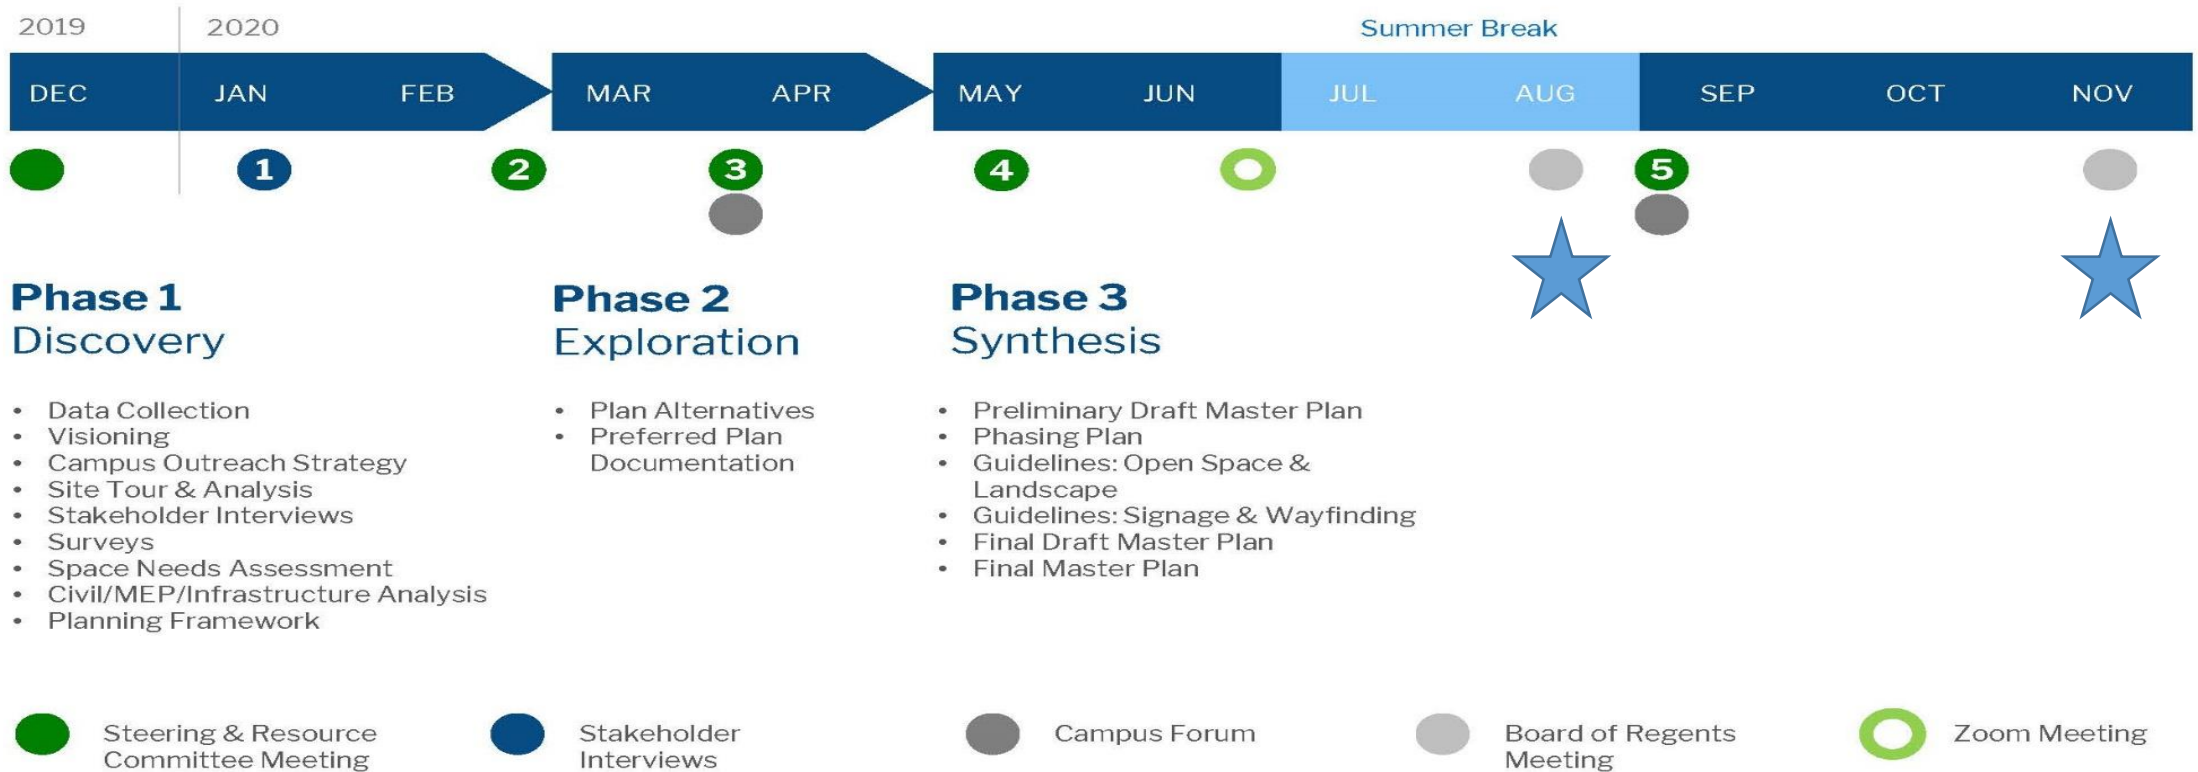 2019 2020 Summer Break
DEC JAN FEB MAR APR MAY JUN JUL AUG SEP OCT NOV
1 2 3 4 5
Phase 1
Discovery
• Data Collection
• Visioning
• Campus Outreach Strategy
• Site Tour & Analysis
• Stakeholder Interviews
• Surveys
• Space Needs Assessment
• Civil/MEP/Infrastructure Analysis
• Planning Framework
Phase 2
Exploration
• Plan Alternatives
• Preferred Plan
Documentation
Phase 3
Synthesis
• Preliminary Draft Master Plan
• Phasing Plan
• Guidelines: Open Space &
Landscape
• Guidelines: Signage & Wayfinding
• Final Draft Master Plan
• Final Master Plan
Steering & Resource
Committee Meeting
Stakeholder
Interviews
Campus Forum
Board of Regents
Meeting
Zoom Meeting